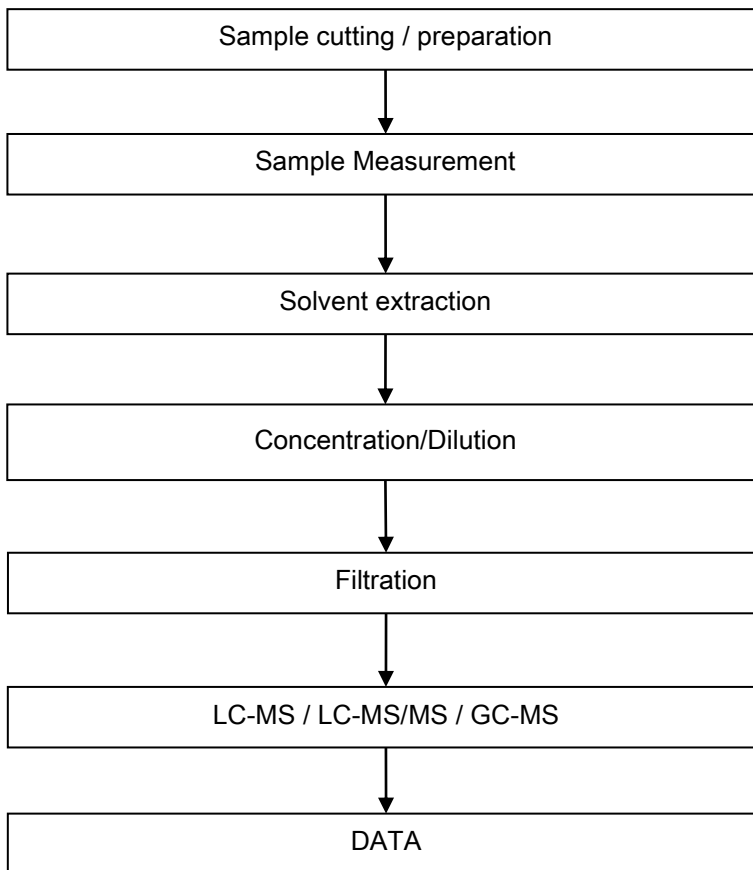 Sample cutting / preparation
Sample Measurement
Solvent extraction
Concentration/Dilution
Filtration
LC-MS / LC-MS/MS / GC-MS
DATA